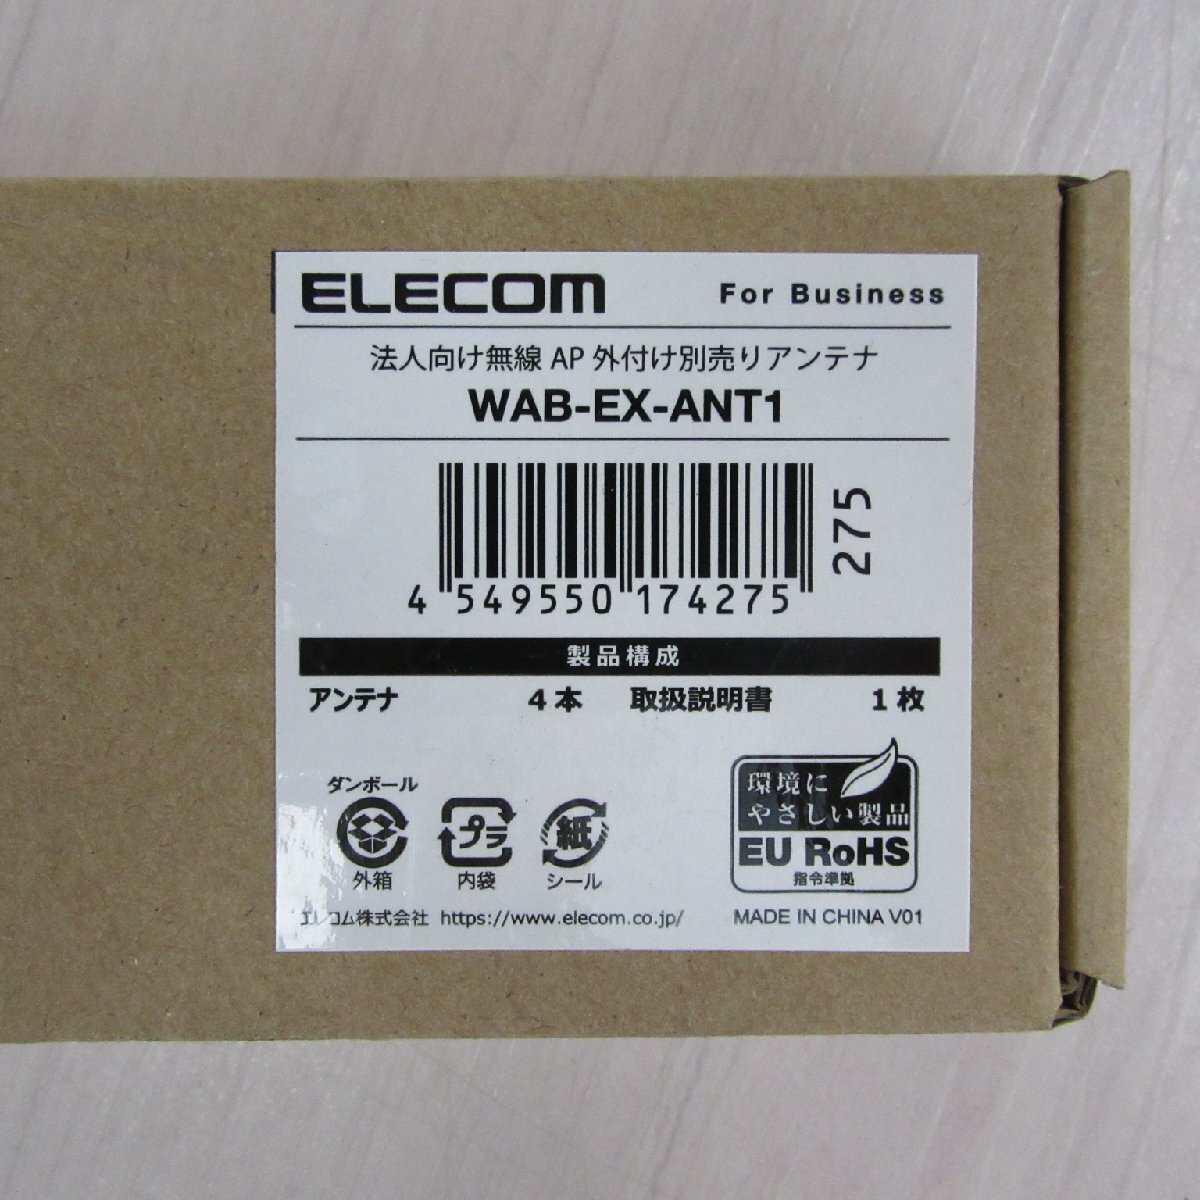 ELECOM For Business
法人向け無線 AP 外付け別売りアンテナ
WAB-EX-ANT1
275
4 549550 174275
製品構成
アンテナ 4本 取扱説明書 1枚
ダンボール
外箱
プラ
内袋
紙
シール
環境に
やさしい製品
EU RoHS
指令準拠
エレコム株式会社 https://www.elecom.co.jp/ MADE IN CHINA V01